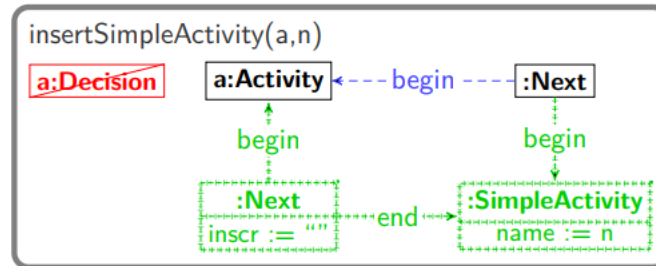 insertSimpleActivity(a,n)
a:Decision
a:Activity
begin
:Next
begin
begin
:Next
inscr := “”
end
:SimpleActivity
name := n